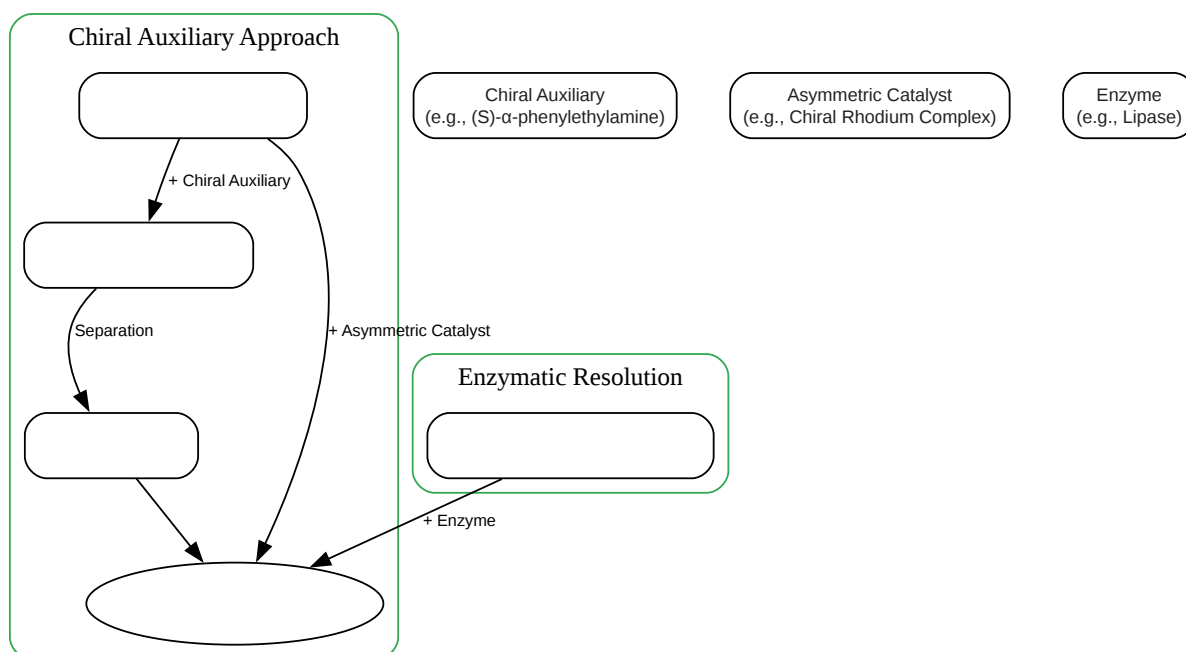 Chiral Auxiliary Approach
Chiral Auxiliary
(e.g., (S)-α-phenylethylamine)
Asymmetric Catalyst
(e.g., Chiral Rhodium Complex)
Enzyme
(e.g., Lipase)
+ Chiral Auxiliary
Separation
+ Asymmetric Catalyst
Enzymatic Resolution
+ Enzyme